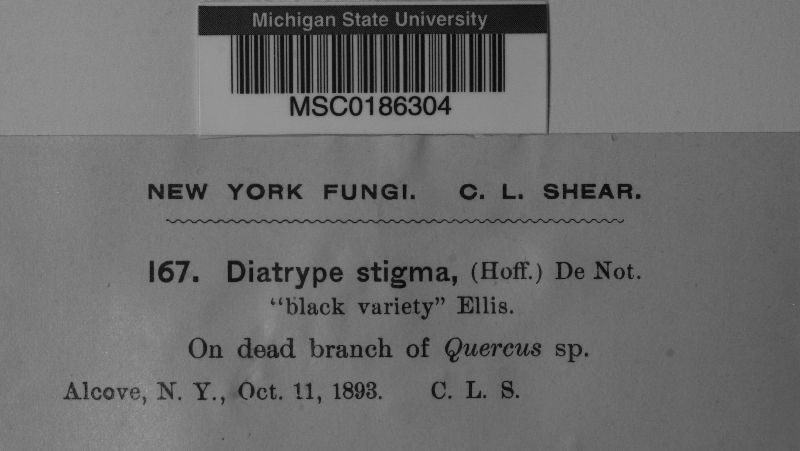 Michigan State University
MSC0186304
NEW YORK FUNGI. C. L. SHEAR.
167. Diatrype stigma, (Hoff.) De Not.
"black variety" Ellis.
On dead branch of Quercus sp.
Alcove, N. Y., Oct. 11, 1893. C. L. S.